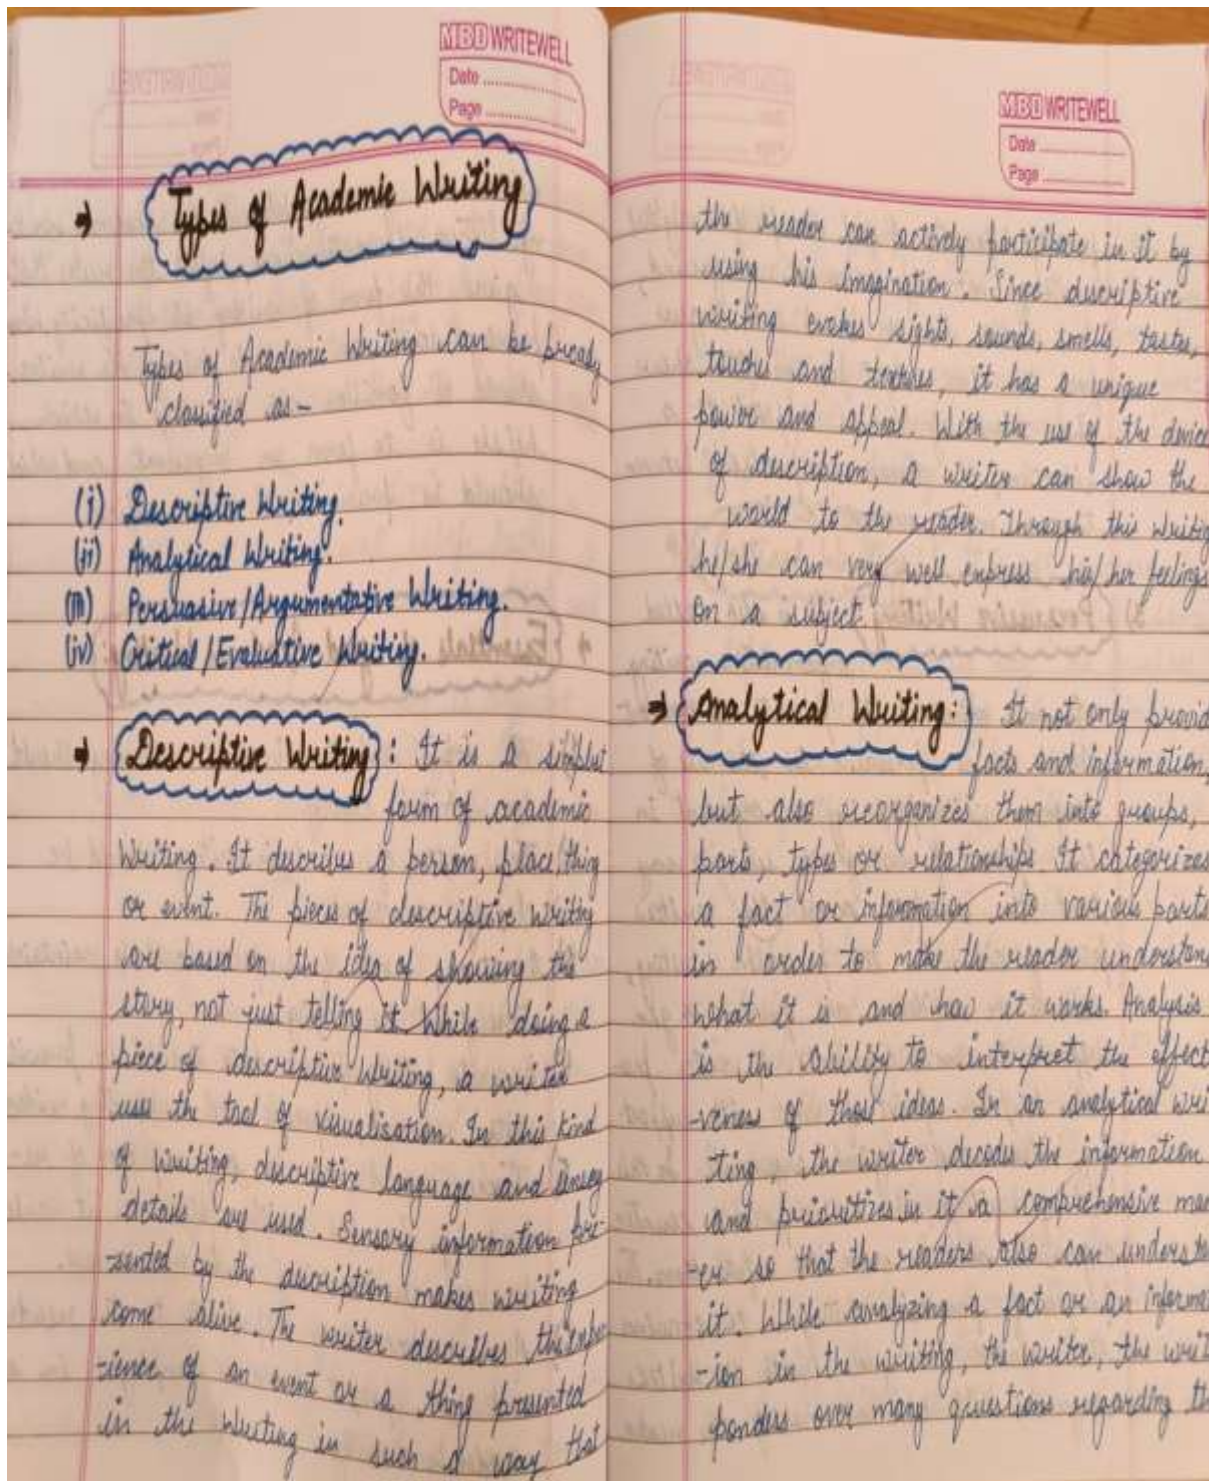 MBD WRITEWELL
Date
Page
⇒ Types of Academic Writing
Types of Academic Writing can be broadly
classified as-
(i) Descriptive Writing.
(ii) Analytical Writing.
(iii) Persuasive/Argumentative Writing.
(iv) Critical/Evaluative Writing.
⇒ Descriptive Writing : It is a simplest
form of academic
Writing. It describes a person, place/thing
or event. The pieces of descriptive writing
are based on the idea of showing the
story, not just telling it. While doing a
piece of descriptive Writing, a writer
uses the tool of visualisation. In this kind
of writing, descriptive language and
details are used. Sensory information pre-
-sented by the description makes writing
come alive. The writer describes the expe
-rience of an event or a thing presented
in the Writing in such a way that
MBD WRITEWELL
Date
Page
the reader can actively participate in it by
using his imagination. Since descriptive
writing evokes sights, sounds, smells, tastes,
touches and textures, it has a unique
power and appeal. With the use of the device
of description, a writer can show the
world to the reader. Through this writing
he/she can very well express his/her feelings
on a subject.
⇒ Analytical Writing: It not only provid
facts and information,
but also reorganizes them into groups,
parts, types or relationships. It categorizes
a fact or information into various parts
in order to make the reader understan
what it is and how it works. Analysis
is the ability to interpret the effect
-veness of those ideas. In an analytical wri
ting, the writer decodes the information
and prioritizes in it a comprehensive man
-er so that the readers also can understa
it. While analyzing a fact or an informa
-ion in the writing, the writer, the writ
ponders over many questions regarding th